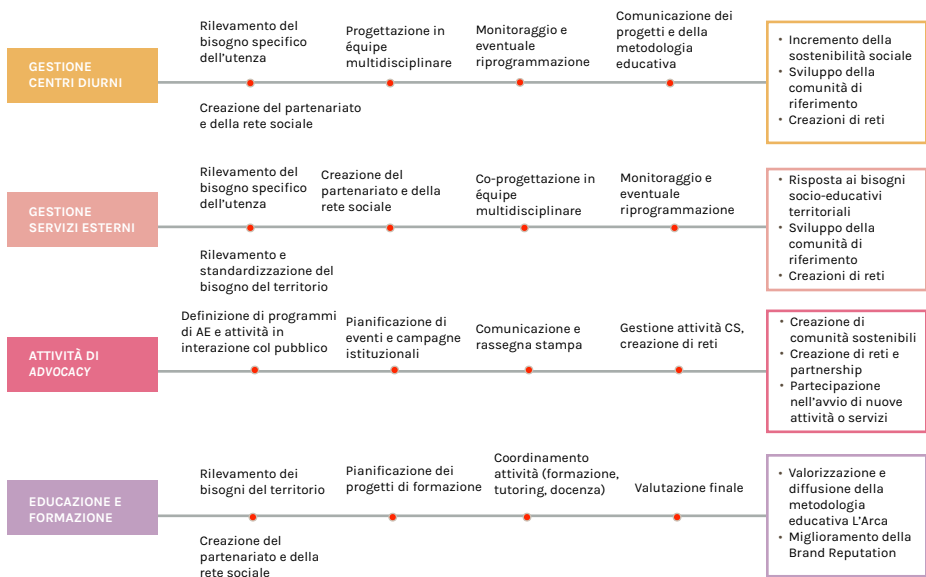 GESTIONE
CENTRI DIURNI
Rilevamento del
bisogno specifico
dell'utenza
Creazione del partenariato
e della rete sociale
Progettazione in
équipe
multidisciplinare
Monitoraggio e
eventuale
riprogrammazione
Comunicazione dei
progetti e della
metodologia
educativa
• Incremento della
sostenibilità sociale
• Sviluppo della
comunità di
riferimento
• Creazioni di reti
GESTIONE
SERVIZI ESTERNI
Rilevamento del
bisogno specifico
dell'utenza
Rilevamento e
standardizzazione del
bisogno del territorio
Creazione del
partenariato e della
rete sociale
Co-progettazione in
équipe
multidisciplinare
Monitoraggio e
eventuale
riprogrammazione
• Risposta ai bisogni
socio-educativi
territoriali
• Sviluppo della
comunità di
riferimento
• Creazioni di reti
ATTIVITÀ DI
ADVOCACY
Definizione di programmi
di AE e attività in
interazione col pubblico
Pianificazione di
eventi e campagne
istituzionali
Comunicazione e
rassegna stampa
Gestione attività CS,
creazione di reti
• Creazione di
comunità sostenibili
• Creazione di reti e
partnership
• Partecipazione
nell'avvio di nuove
attività o servizi
EDUCAZIONE E
FORMAZIONE
Rilevamento dei
bisogni del territorio
Creazione del
partenariato e della
rete sociale
Pianificazione dei
progetti di formazione
Coordinamento
attività (formazione,
tutoring, docenza)
Valutazione finale
• Valorizzazione e
diffusione della
metodologia
educativa L'Arca
• Miglioramento della
Brand Reputation